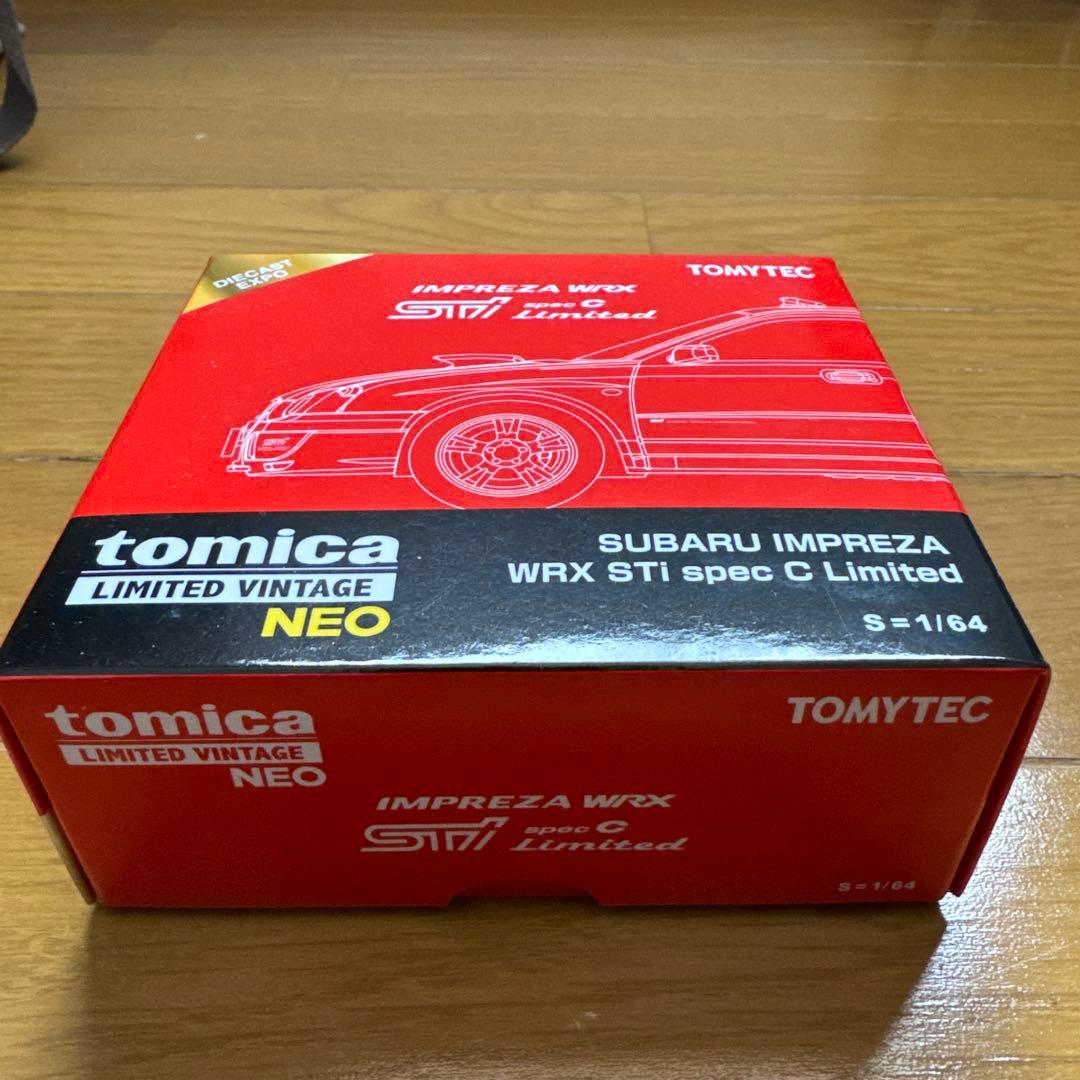 DIECAST
EXPO
TOMYTEC
IMPREZA WRX
STi spec C
Limited
STi
tomica
LIMITED VINTAGE
NEO
SUBARU IMPREZA
WRX STi spec C Limited
S=1/64
tomica
LIMITED VINTAGE
NEO
TOMYTEC
IMPREZA WRX
STi spec C
Limited
S=1/64